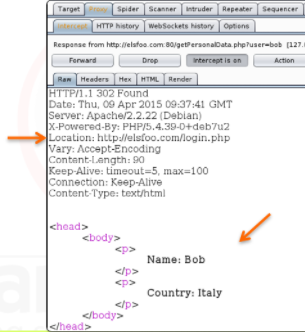 Target Proxy Spider Scanner Intruder Repeater Sequencer
Intercept HTTP history WebSockets history Options
Response from http://elsfoo.com:80/getPersonalData.php?user=bob [127.
Forward Drop Intercept is on Action
Raw Headers Hex HTML Render
HTTP/1.1 302 Found
Date: Thu, 09 Apr 2015 09:37:41 GMT
Server: Apache/2.2.22 (Debian)
X-Powered-By: PHP/5.4.39-0+deb7u2
Location: http://elsfoo.com/login.php
Vary: Accept-Encoding
Content-Length: 90
Keep-Alive: timeout=5, max=100
Connection: Keep-Alive
Content-Type: text/html
<head>
<body>
<p>
Name: Bob
</p>
<p>
Country: Italy
</p>
</body>
</head>